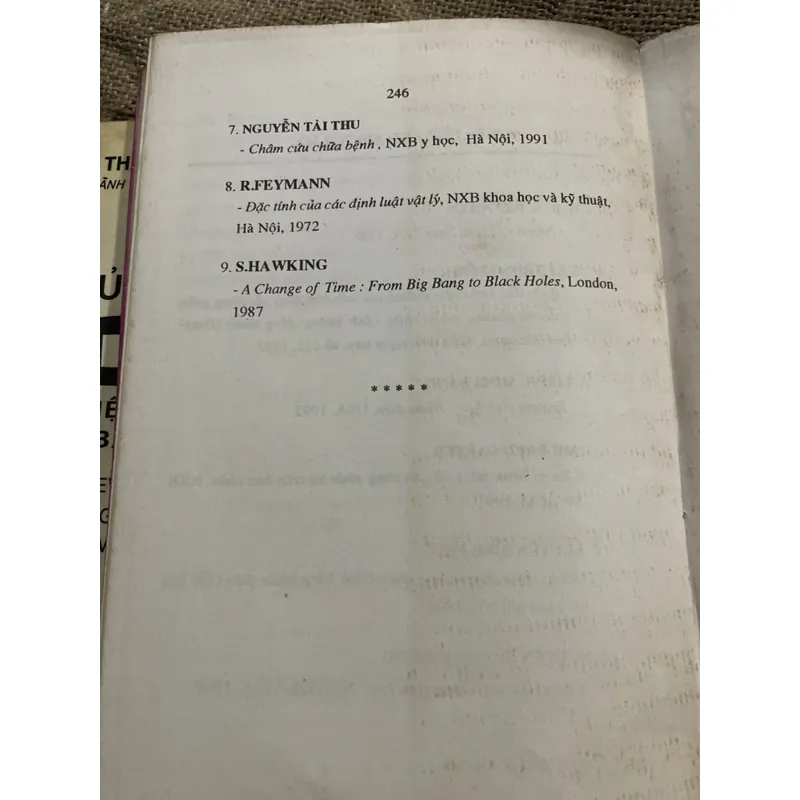 246
7. NGUYỄN TÀI THU
- Châm cứu chữa bệnh , NXB y học, Hà Nội, 1991
8. R.FEYMANN
- Đặc tính của các định luật vật lý, NXB khoa học và kỹ thuật,
Hà Nội, 1972
9. S.HAWKING
- A Change of Time : From Big Bang to Black Holes, London,
1987
*****
TH
ÀNH